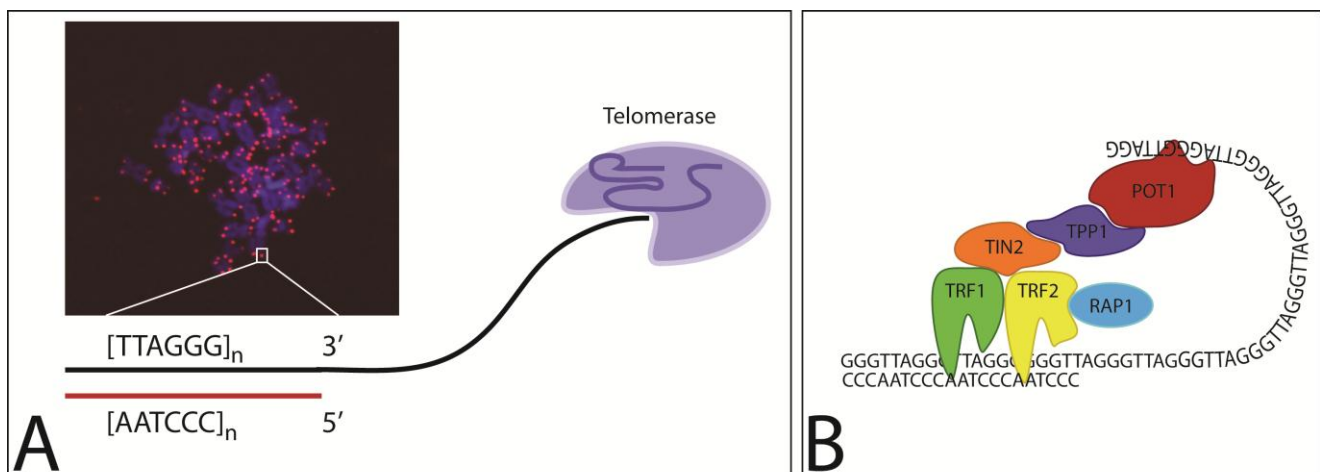 Telomerase
[TTAGGG]n 3′
[AATCCC]n 5′
A
POT1
TPP1
TIN2
TRF1 TRF2
RAP1
CCCAATCCCAATCCCAATCCC
B